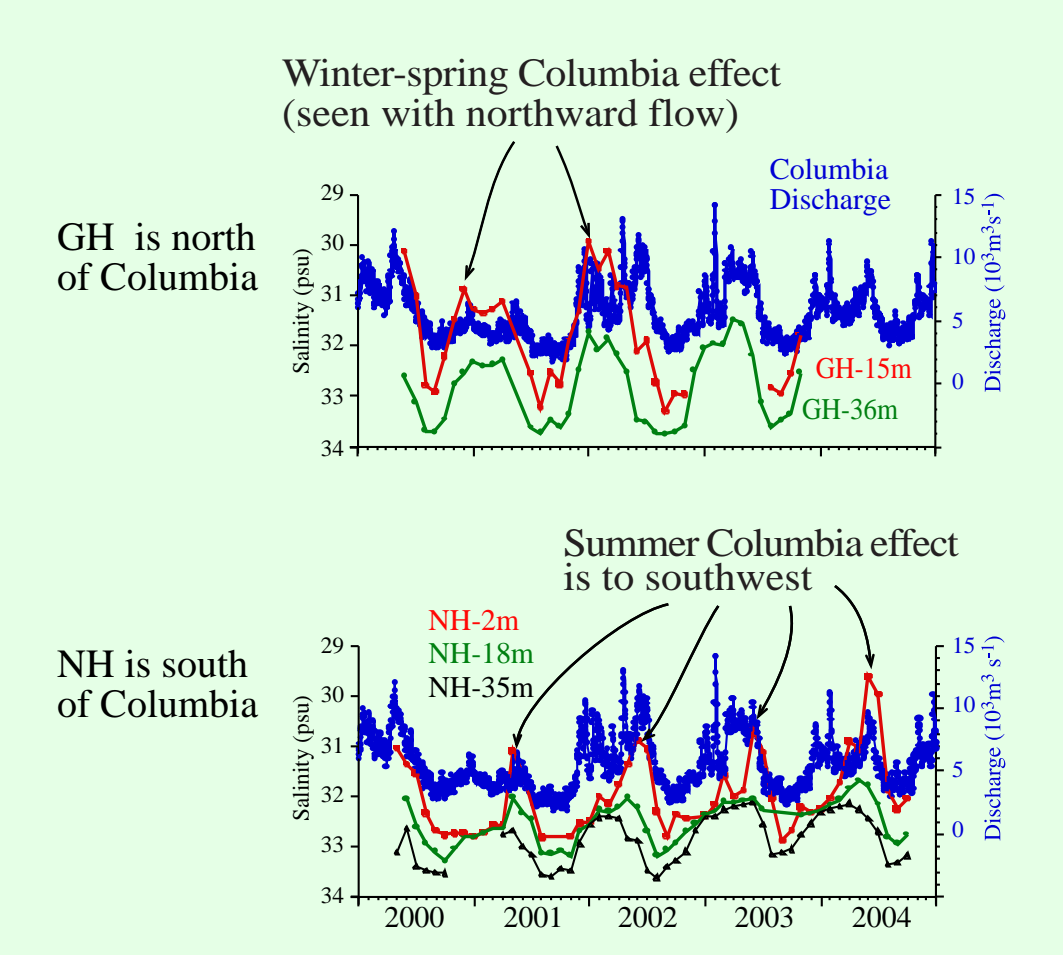 Winter-spring Columbia effect
(seen with northward flow)
GH is north
of Columbia
Columbia
Discharge
29
30
31
32
33
34
Salinity (psu)
15
10
5
0
Discharge (10³m³s⁻¹)
GH-15m
GH-36m
Summer Columbia effect
is to southwest
NH is south
of Columbia
NH-2m
NH-18m
NH-35m
29
30
31
32
33
34
Salinity (psu)
15
10
5
0
Discharge (10³m³ s⁻¹)
2000 2001 2002 2003 2004